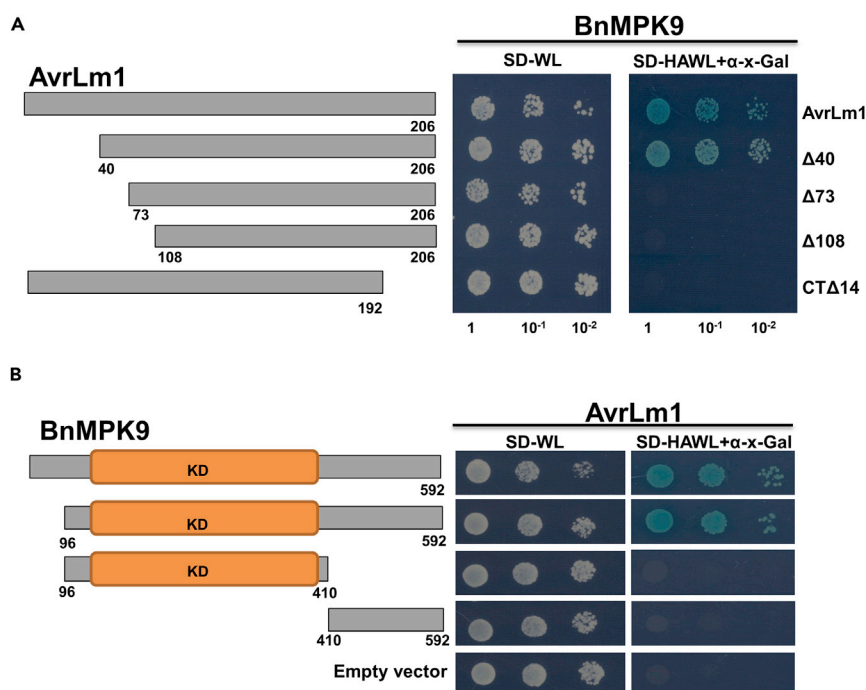 A
BnMPK9
SD-WL
SD-HAWL+α-x-Gal
AvrLm1
206
AvrLm1
40
206
Δ40
73
206
Δ73
108
206
Δ108
192
CTΔ14
1
10-1
10-2
1
10-1
10-2
B
AvrLm1
BnMPK9
SD-WL
SD-HAWL+α-x-Gal
KD
592
KD
96
592
KD
96
410
410
592
Empty vector